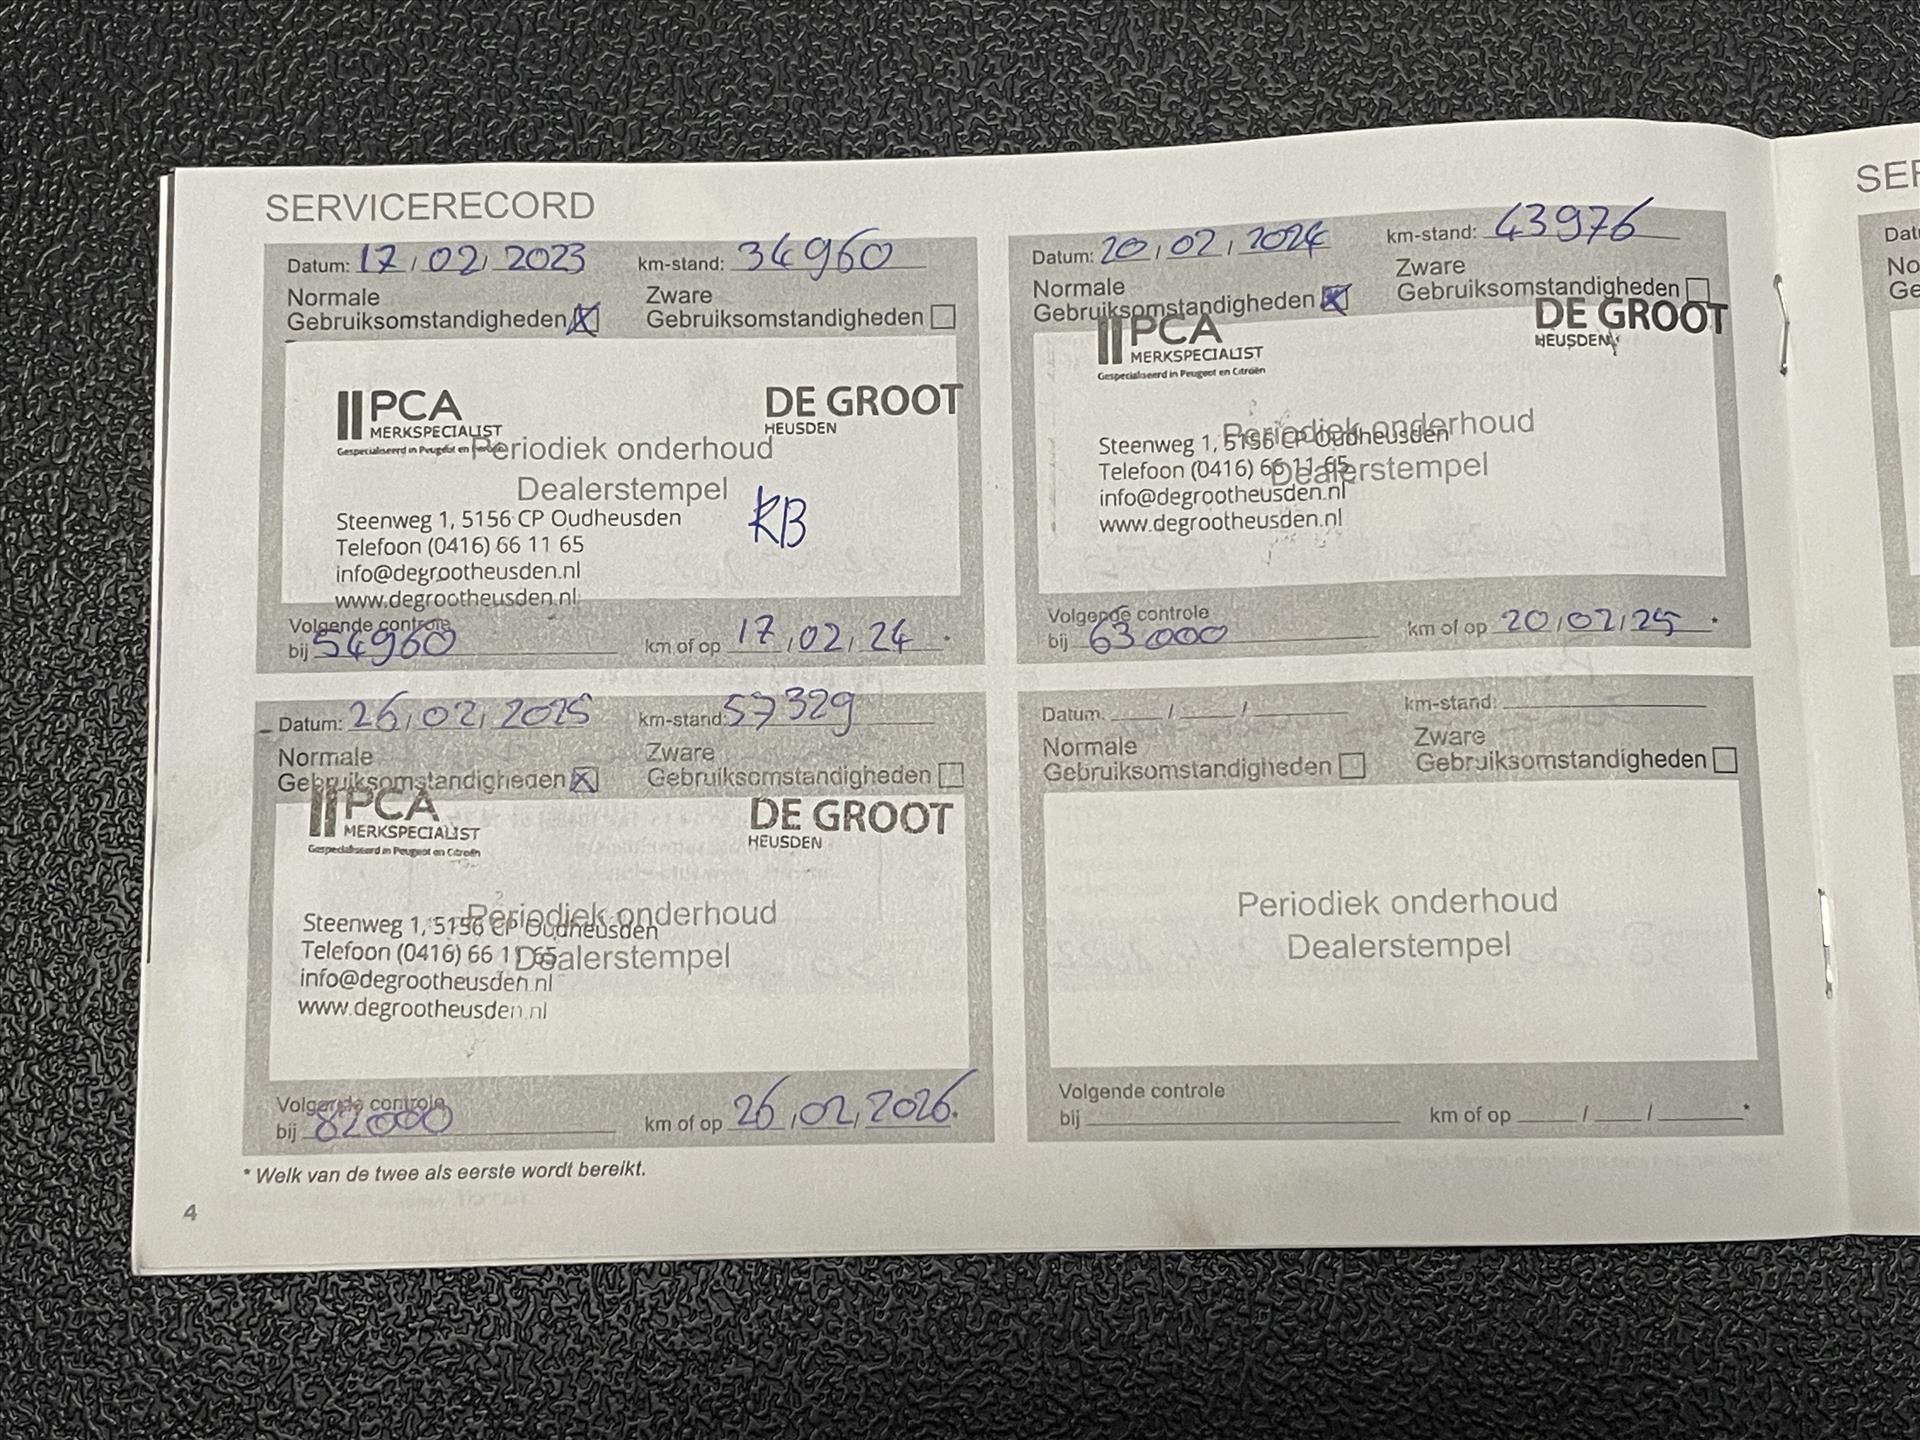 SERVICERECORD
Datum: 17/02/2023 km-stand: 34960
Normale Zware
Gebruiksomstandigheden Gebruiksomstandigheden
PCA DE GROOT
MERKSPECIALIST HEUSDEN
Gespecialiseerd in Peugeot en
Periodiek onderhoud
Dealerstempel
KB
Steenweg 1, 5156 CP Oudheusden
Telefoon (0416) 66 11 65
info@degrootheusden.nl
www.degrootheusden.nl
Volgende controle
bij 54960 km of op 17/02/24 .
Datum: 20/02/2024 km-stand: 43976
Normale Zware
Gebruiksomstandigheden Gebruiksomstandigheden
PCA DE GROOT
MERKSPECIALIST HEUSDEN
Gespecialiseerd in Peugeot en Citroën
Periodiek onderhoud
Steenweg 1, 5156 CP Oudheusden
Dealerstempel
Telefoon (0416) 66 11 65
info@degrootheusden.nl
www.degrootheusden.nl
Volgende controle
bij 63000 km of op 20/02/25 *
Datum: 26/02/2025 km-stand: 57329
Normale Zware
Gebruiksomstandigheden Gebruiksomstandigheden
PCA DE GROOT
MERKSPECIALIST HEUSDEN
Gespecialiseerd in Peugeot en Citroën
Periodiek onderhoud
Steenweg 1, 5156 CP Oudheusden
Dealerstempel
Telefoon (0416) 66 11 65
info@degrootheusden.nl
www.degrootheusden.nl
Volgende controle
bij 82000 km of op 26/02/2026 .
Datum: / / km-stand:
Normale Zware
Gebruiksomstandigheden Gebruiksomstandigheden
Periodiek onderhoud
Dealerstempel
Volgende controle
bij km of op / / *
* Welk van de twee als eerste wordt bereikt.
4